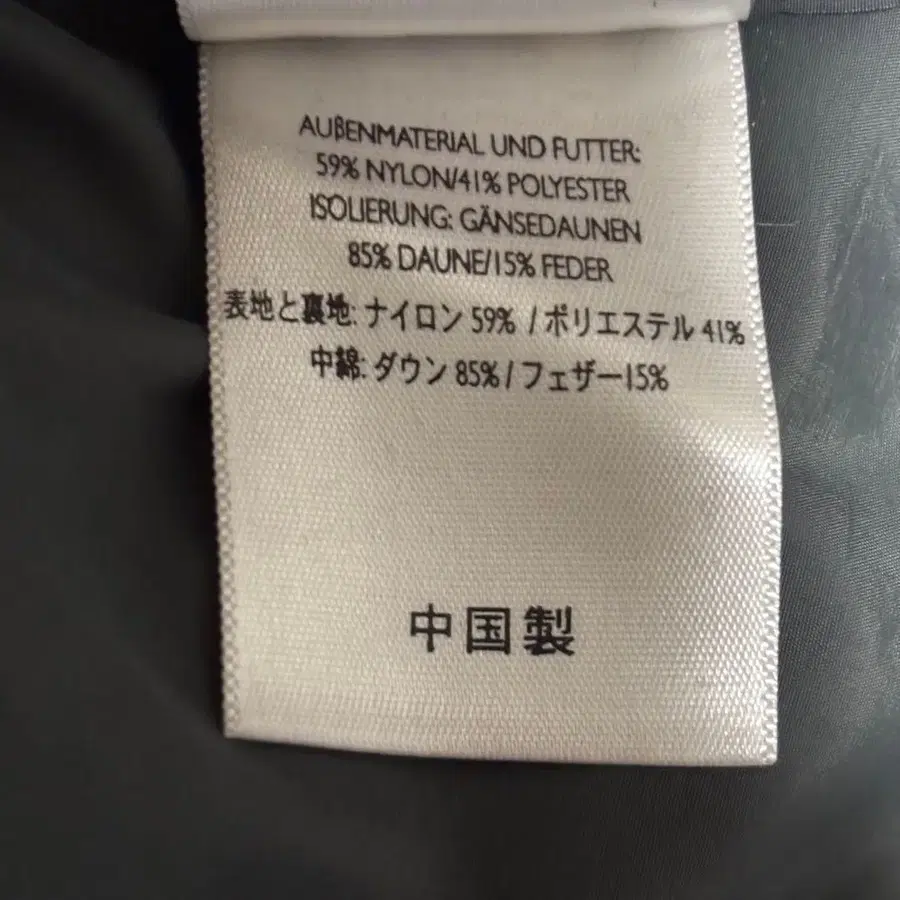 AUßENMATERIAL UND FUTTER:
59% NYLON/41% POLYESTER
ISOLIERUNG: GÄNSEDAUNEN
85% DAUNE/15% FEDER
表地と裏地: ナイロン 59% / ポリエステル 41%
中綿: ダウン 85% / フェザー15%
中国製